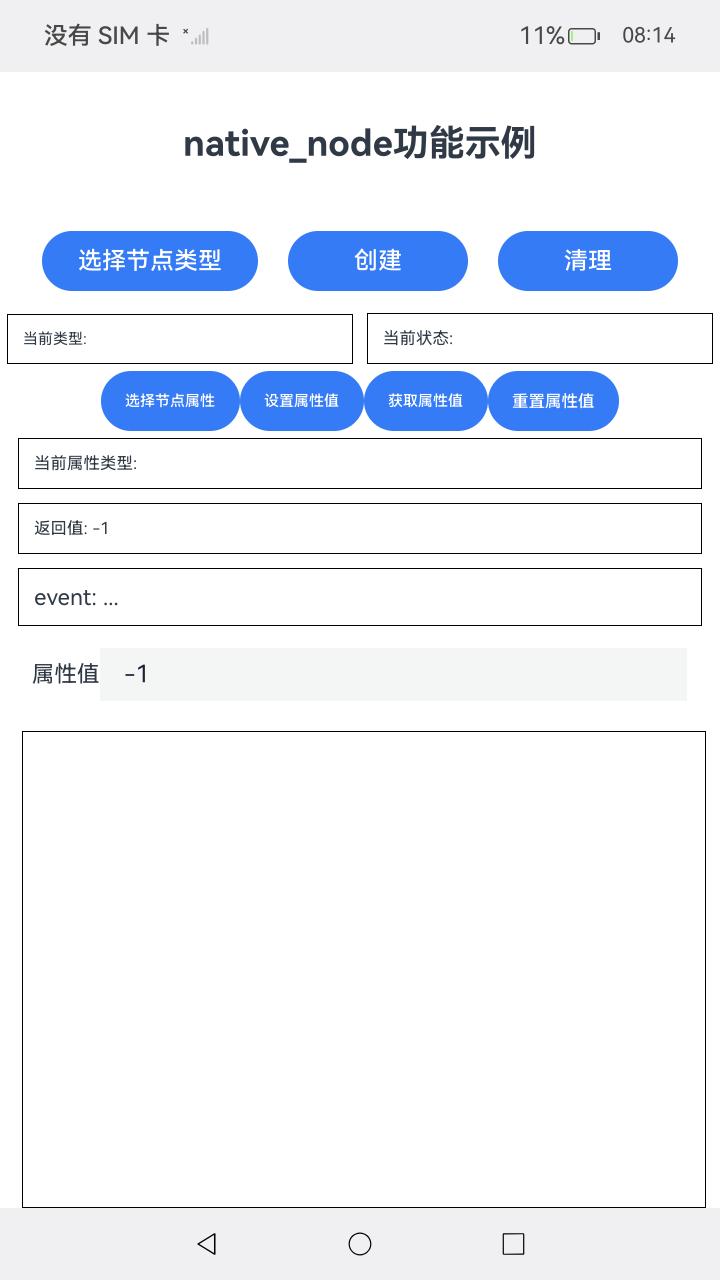 没有 SIM 卡 11% 08:14
native_node功能示例
选择节点类型 创建 清理
当前类型: 当前状态:
选择节点属性 设置属性值 获取属性值 重置属性值
当前属性类型:
返回值: -1
event: ...
属性值 -1